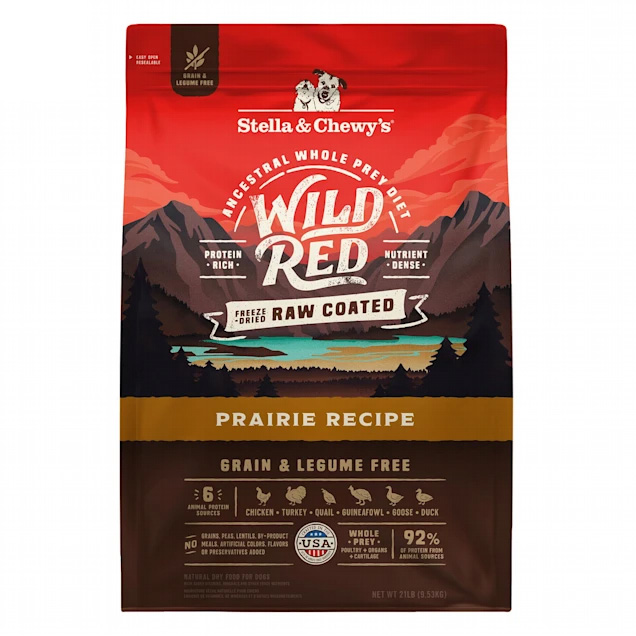 EASY OPEN
RESEALABLE
GRAIN &
LEGUME FREE
Stella & Chewy's®
ANCESTRAL WHOLE PREY DIET
WILD
RED
PROTEIN
• RICH •
NUTRIENT
• DENSE •
FREEZE
-DRIED
RAW COATED
PRAIRIE RECIPE
GRAIN & LEGUME FREE
6
ANIMAL PROTEIN
SOURCES
CHICKEN • TURKEY • QUAIL • GUINEAFOWL • GOOSE • DUCK
NO
GRAINS, PEAS, LENTILS, BY-PRODUCT
MEALS, ARTIFICIAL COLORS, FLAVORS
OR PRESERVATIVES ADDED
USA
WHOLE
• PREY •
POULTRY + ORGANS
+ CARTILAGE
92%
OF PROTEIN FROM
ANIMAL SOURCES
NATURAL DRY FOOD FOR DOGS
NET WT 21LB (9.53KG)